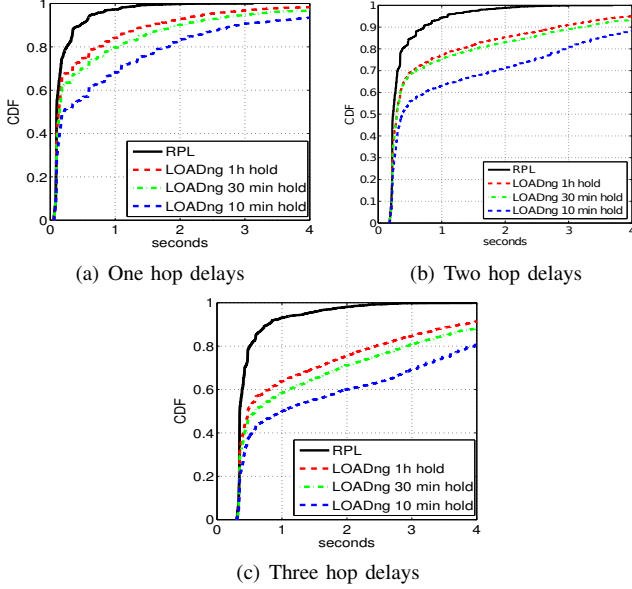 1
0.8
0.6
0.4
0.2
0
CDF
RPL
LOADng 1h hold
LOADng 30 min hold
LOADng 10 min hold
0 1 2 3 4
seconds
(a) One hop delays
1
0.9
0.8
0.7
0.6
0.5
0.4
0.3
0.2
0.1
0
CDF
RPL
LOADng 1h hold
LOADng 30 min hold
LOADng 10 min hold
0 1 2 3 4
seconds
(b) Two hop delays
1
0.8
0.6
0.4
0.2
0
CDF
RPL
LOADng 1h hold
LOADng 30 min hold
LOADng 10 min hold
0 1 2 3 4
seconds
(c) Three hop delays